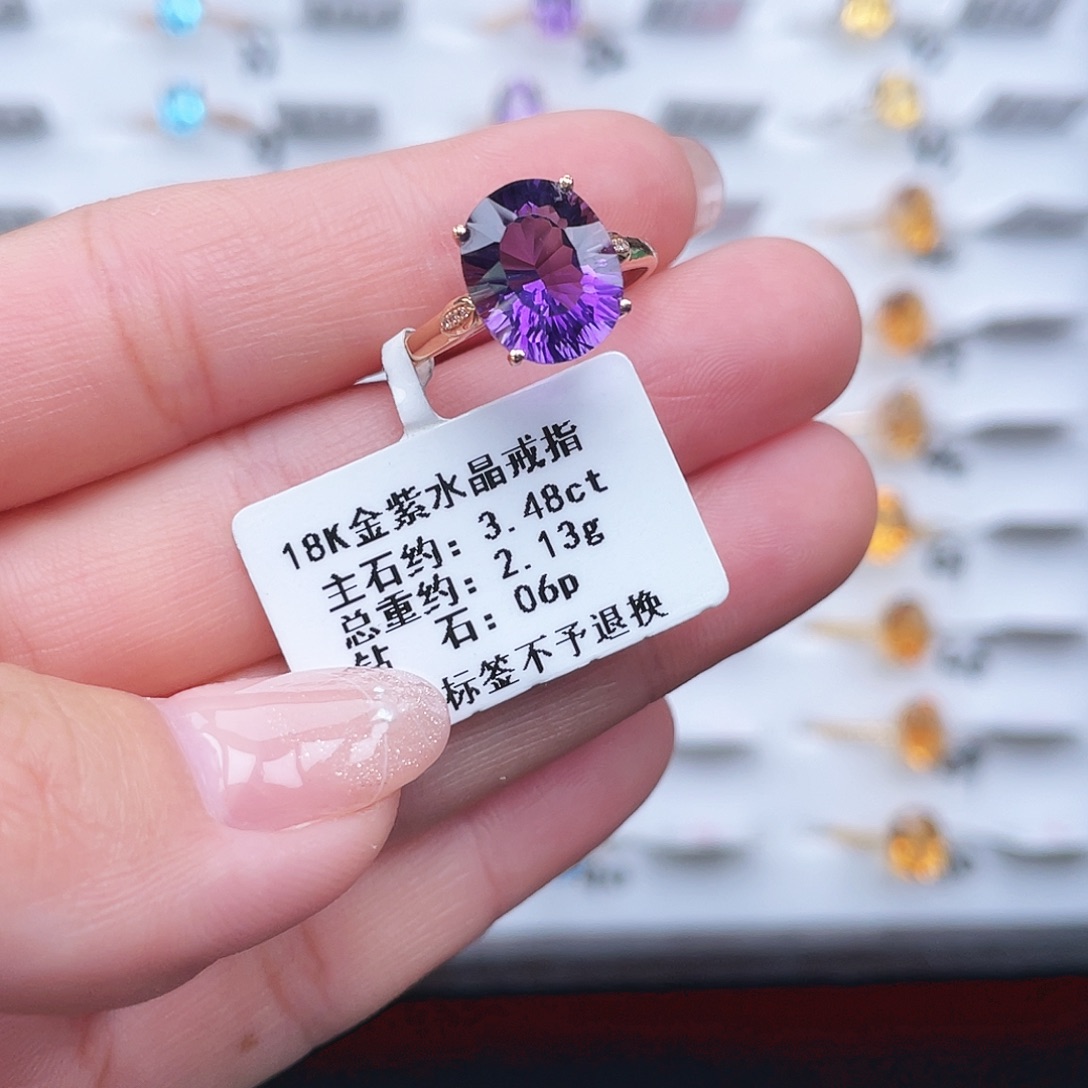 18K金紫水晶戒指
主石约：3.48ct
总重约：2.13g
钻 石：06p
标签不予退换